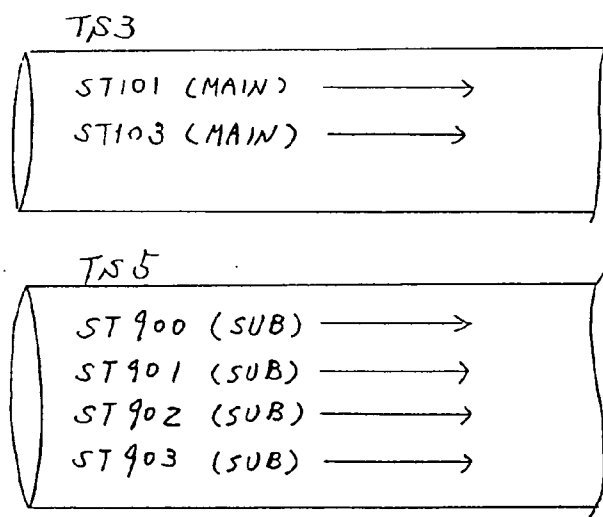 TS3
ST101 (MAIN)
ST103 (MAIN)
TS5
ST900 (SUB)
ST901 (SUB)
ST902 (SUB)
ST903 (SUB)